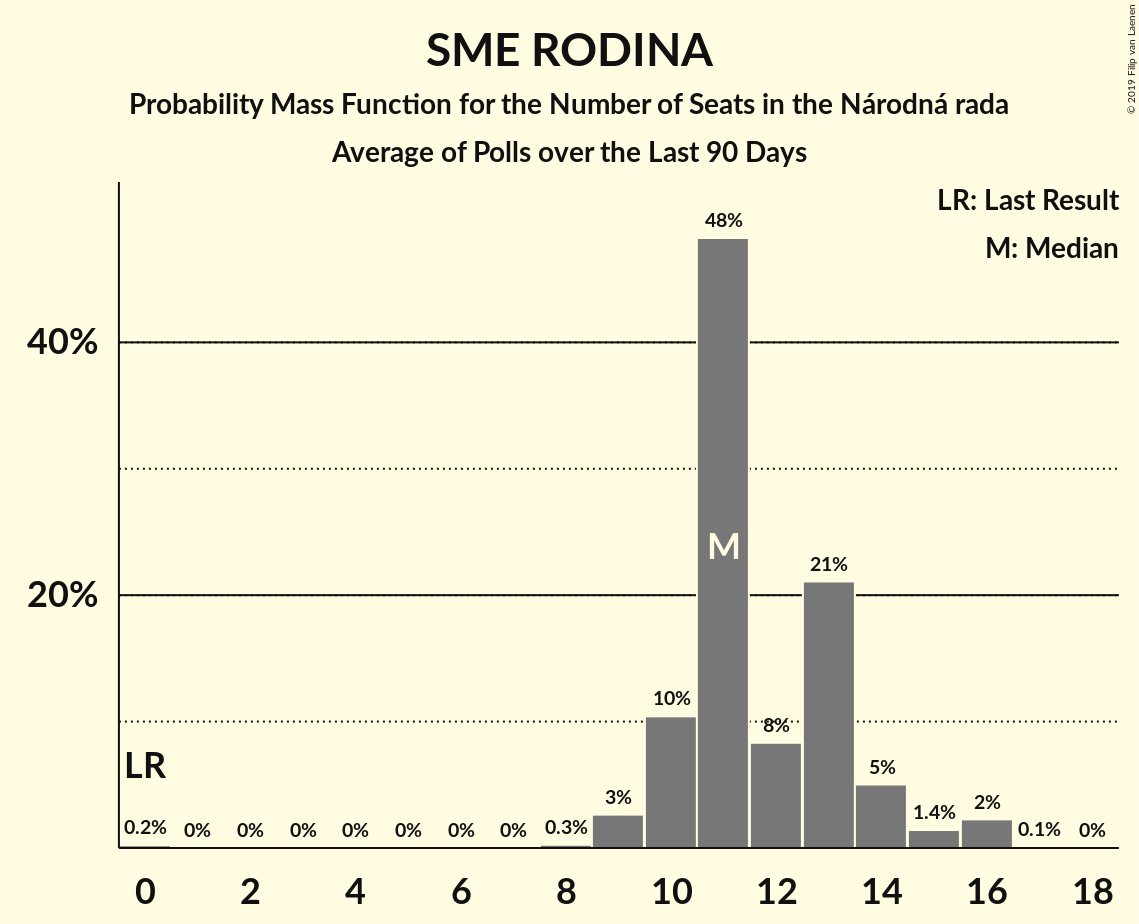 SME RODINA
Probability Mass Function for the Number of Seats in the Národná rada
Average of Polls over the Last 90 Days
© 2019 Filip van Laenen
LR: Last Result
M: Median
48%
40%
M
21%
20%
10%
8%
LR
5%
3%
2%
1.4%
0.2% 0% 0% 0% 0% 0% 0% 0% 0.3% 0.1% 0%
0 2 4 6 8 10 12 14 16 18